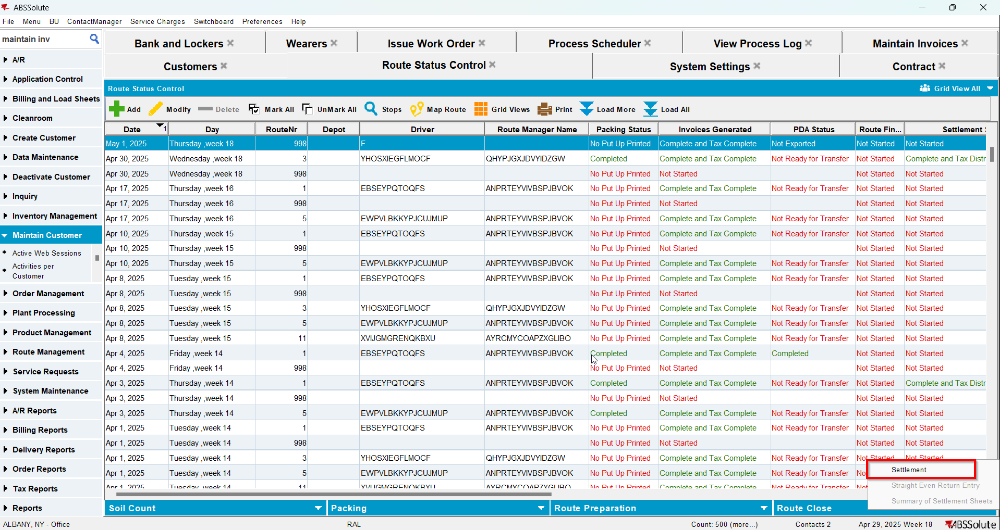 ABSSolute
File Menu BU ContactManager Service Charges Switchboard Preferences Help
maintain inv
Bank and Lockers Wearers Issue Work Order Process Scheduler View Process Log Maintain Invoices
Customers Route Status Control System Settings Contract
Route Status Control Grid View All
Add Modify Delete Mark All UnMark All Stops Map Route Grid Views Print Load More Load All
A/R
Application Control
Billing and Load Sheets
Cleanroom
Create Customer
Data Maintenance
Deactivate Customer
Inquiry
Inventory Management
Maintain Customer
Active Web Sessions
Activities per
Customer
Order Management
Plant Processing
Product Management
Route Management
Service Requests
System Maintenance
A/R Reports
Billing Reports
Delivery Reports
Order Reports
Tax Reports
Reports
Date 1 Day RouteNr Depot Driver Route Manager Name Packing Status Invoices Generated PDA Status Route Fin... Settlement
May 1, 2025 Thursday ,week 18 998 F No Put Up Printed Complete and Tax Complete Not Exported Not Started Not Started
Apr 30, 2025 Wednesday ,week 18 3 YHOSXIEGFLMOCF QHYPJGXJDVYIDZGW Completed Complete and Tax Complete Not Ready for Transfer Not Started Complete and Tax Distr
Apr 30, 2025 Wednesday ,week 18 998 No Put Up Printed Not Started Not Started Not Started
Apr 17, 2025 Thursday ,week 16 1 EBSEYPQTOQFS ANPRTEYVIVBSPJBVOK No Put Up Printed Complete and Tax Complete Not Ready for Transfer Not Started Not Started
Apr 17, 2025 Thursday ,week 16 998 No Put Up Printed Not Started Not Started Not Started
Apr 17, 2025 Thursday ,week 16 5 EWPVLBKKYPJCUJMUP ANPRTEYVIVBSPJBVOK No Put Up Printed Complete and Tax Complete Not Ready for Transfer Not Started Not Started
Apr 10, 2025 Thursday ,week 15 1 EBSEYPQTOQFS ANPRTEYVIVBSPJBVOK No Put Up Printed Complete and Tax Complete Not Ready for Transfer Not Started Not Started
Apr 10, 2025 Thursday ,week 15 998 No Put Up Printed Not Started Not Started Not Started
Apr 10, 2025 Thursday ,week 15 5 EWPVLBKKYPJCUJMUP ANPRTEYVIVBSPJBVOK No Put Up Printed Complete and Tax Complete Not Ready for Transfer Not Started Not Started
Apr 8, 2025 Tuesday ,week 15 1 EBSEYPQTOQFS ANPRTEYVIVBSPJBVOK No Put Up Printed Complete and Tax Complete Not Ready for Transfer Not Started Not Started
Apr 8, 2025 Tuesday ,week 15 998 No Put Up Printed Not Started Not Started Not Started
Apr 8, 2025 Tuesday ,week 15 3 YHOSXIEGFLMOCF QHYPJGXJDVYIDZGW No Put Up Printed Complete and Tax Complete Not Ready for Transfer Not Started Not Started
Apr 8, 2025 Tuesday ,week 15 5 EWPVLBKKYPJCUJMUP ANPRTEYVIVBSPJBVOK No Put Up Printed Complete and Tax Complete Not Ready for Transfer Not Started Not Started
Apr 8, 2025 Tuesday ,week 15 11 XVIJGMGRENQKBXU AYRCMYCOAPZXGLIBO No Put Up Printed Complete and Tax Complete Not Ready for Transfer Not Started Not Started
Apr 4, 2025 Friday ,week 14 1 EBSEYPQTOQFS ANPRTEYVIVBSPJBVOK Completed Complete and Tax Complete Completed Not Started Not Started
Apr 4, 2025 Friday ,week 14 998 No Put Up Printed Not Started Not Started Not Started
Apr 3, 2025 Thursday ,week 14 1 EBSEYPQTOQFS ANPRTEYVIVBSPJBVOK Completed Complete and Tax Complete Not Ready for Transfer Not Started Complete and Tax Distr
Apr 3, 2025 Thursday ,week 14 998 No Put Up Printed Not Started Not Started Not Started
Apr 3, 2025 Thursday ,week 14 5 EWPVLBKKYPJCUJMUP ANPRTEYVIVBSPJBVOK Completed Complete and Tax Complete Not Ready for Transfer Not Started Not Started
Apr 1, 2025 Tuesday ,week 14 1 EBSEYPQTOQFS ANPRTEYVIVBSPJBVOK No Put Up Printed Complete and Tax Complete Not Ready for Transfer Not Started Not Started
Apr 1, 2025 Tuesday ,week 14 998 No Put Up Printed Not Started Not Started Not Started
Apr 1, 2025 Tuesday ,week 14 3 YHOSXIEGFLMOCF QHYPJGXJDVYIDZGW No Put Up Printed Complete and Tax Complete Not Ready for Transfer Not Started Not Started
Apr 1, 2025 Tuesday ,week 14 5 EWPVLBKKYPJCUJMUP ANPRTEYVIVBSPJBVOK No Put Up Printed Complete and Tax Complete Not Ready for Transfer No
Apr 1, 2025 Tuesday ,week 14 11 XVIJGMGRENQKBXU AYRCMYCOAPZXGLIBO No Put Up Printed Complete and Tax Complete Not Ready for Transfer Not
Settlement
Straight Even Return Entry
Summary of Settlement Sheets
Soil Count Packing Route Preparation Route Close
ALBANY, NY - Office RAL Count: 500 (more...) Contacts 2 Apr 29, 2025 Week 18 ABSSolute